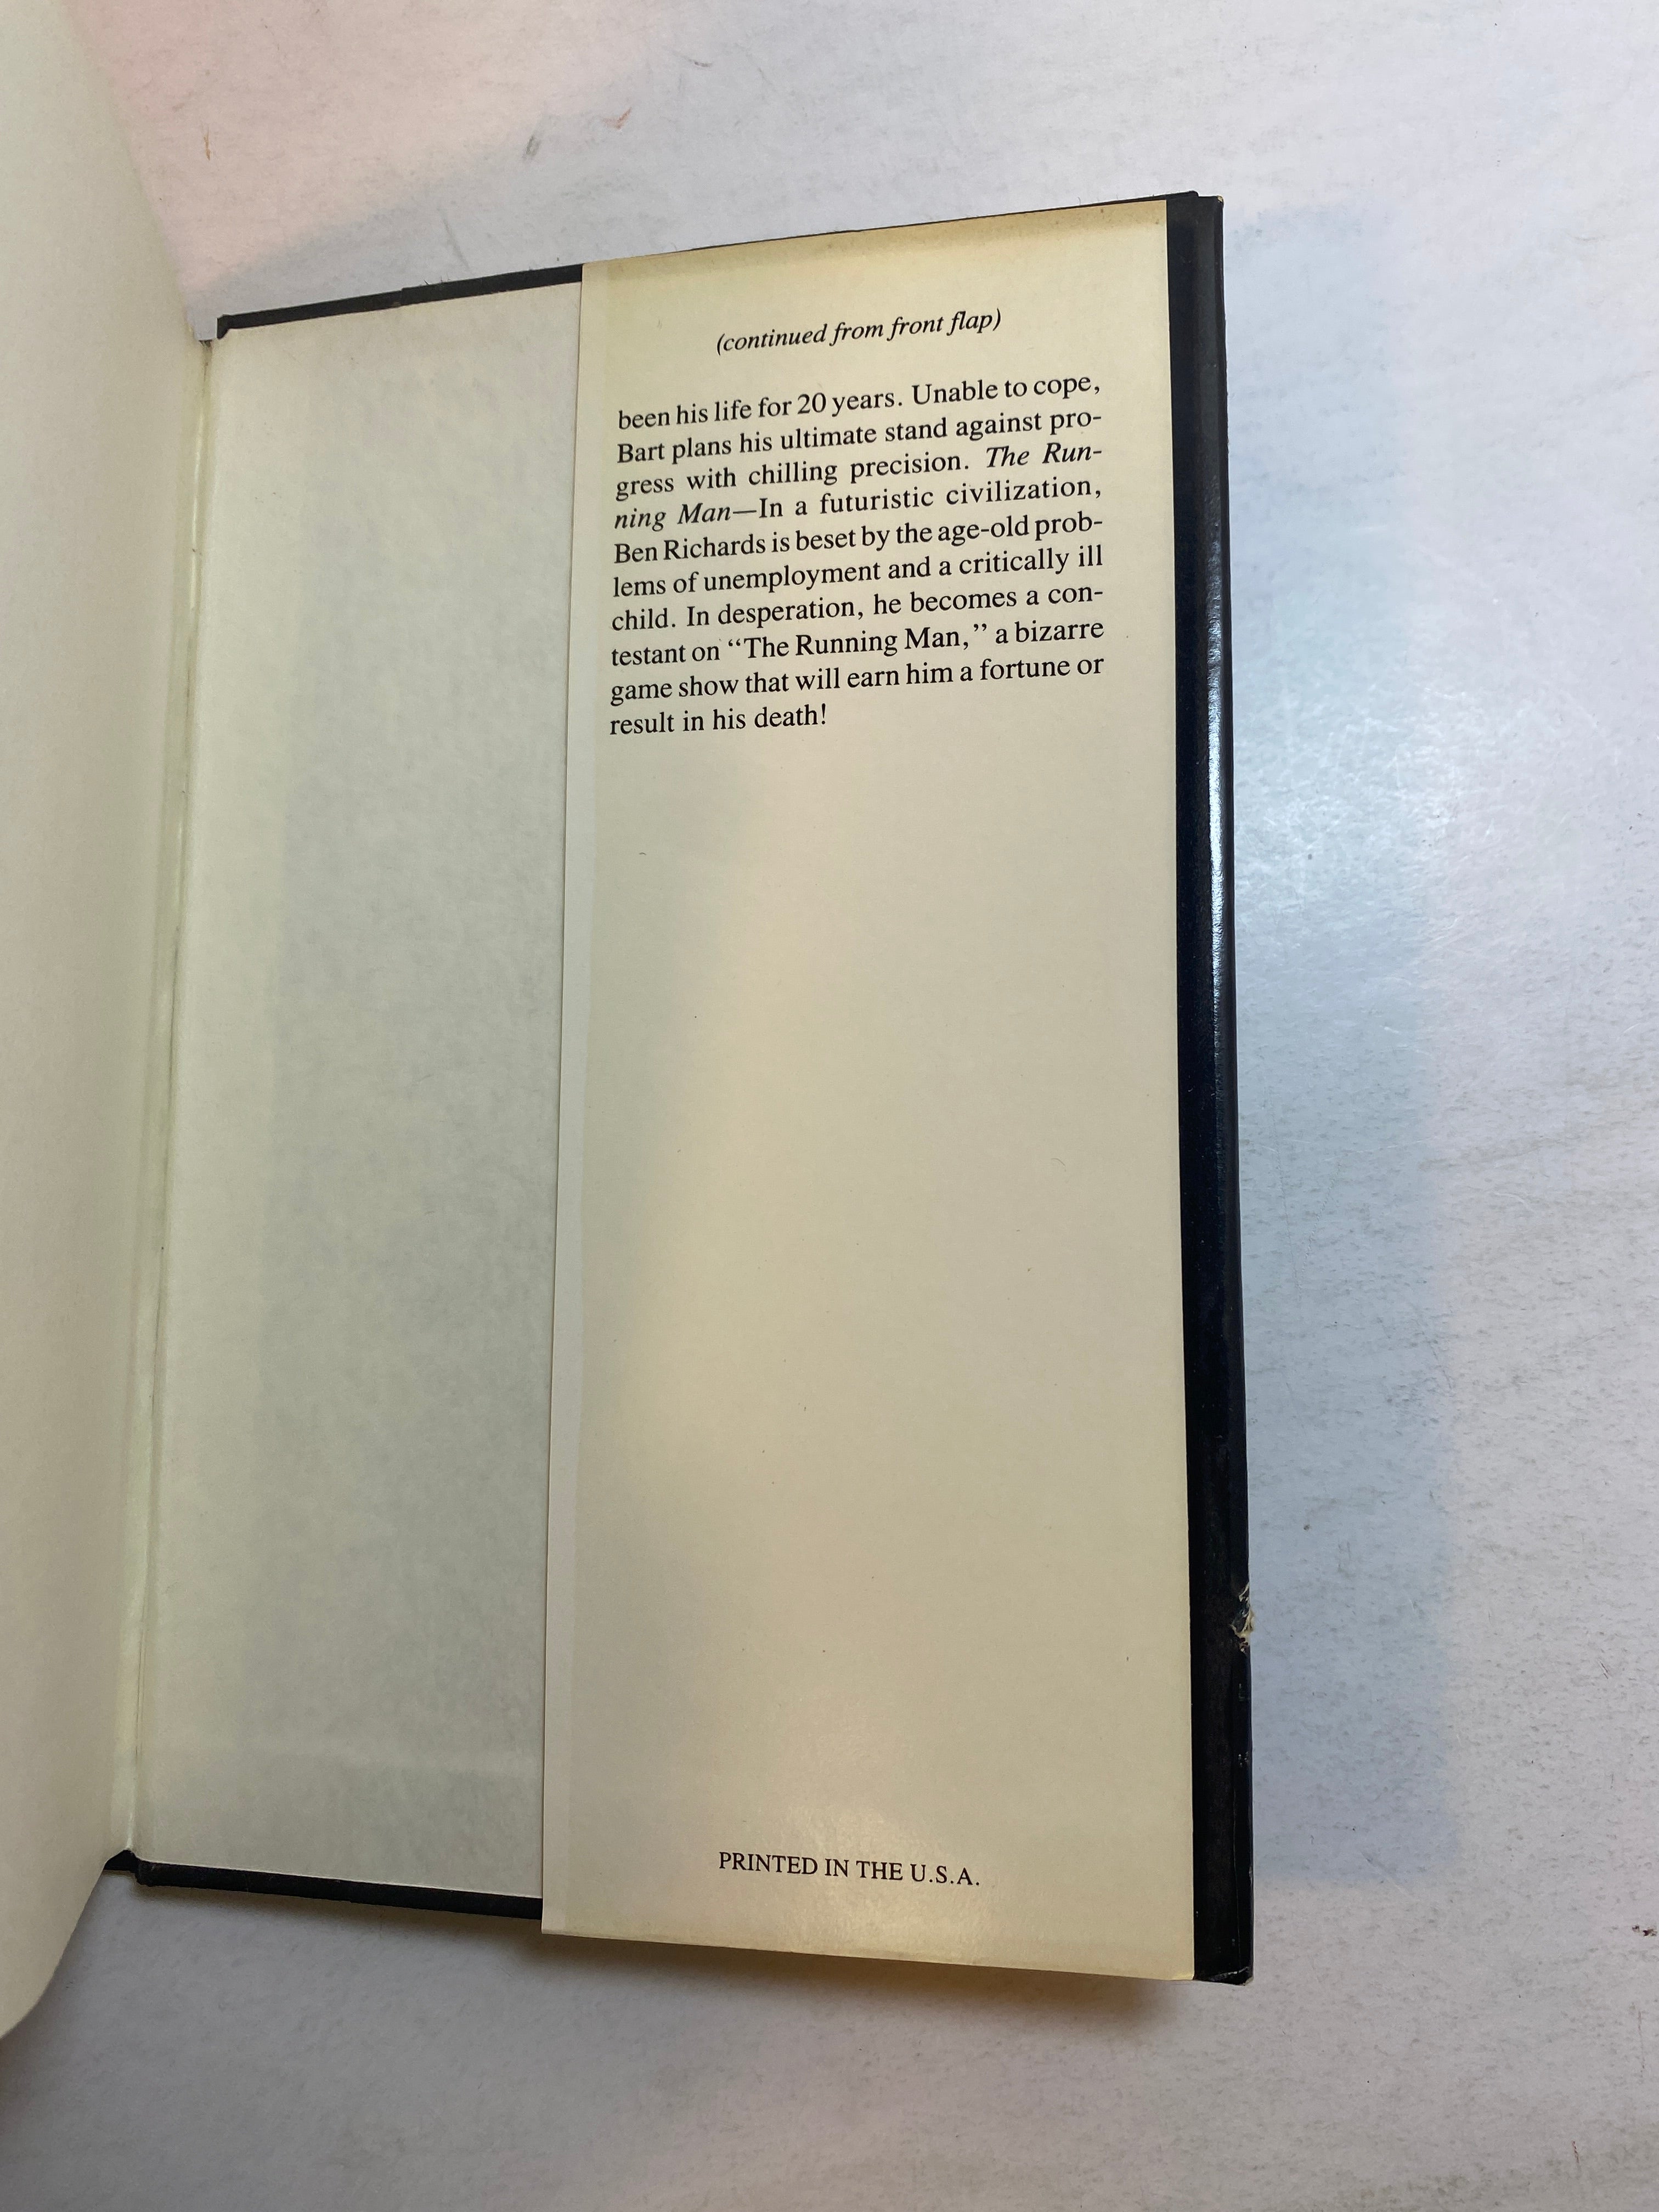 (continued from front flap)
been his life for 20 years. Unable to cope,
Bart plans his ultimate stand against pro-
gress with chilling precision. The Run-
ning Man—In a futuristic civilization,
Ben Richards is beset by the age-old prob-
lems of unemployment and a critically ill
child. In desperation, he becomes a con-
testant on “The Running Man,” a bizarre
game show that will earn him a fortune or
result in his death!
PRINTED IN THE U.S.A.